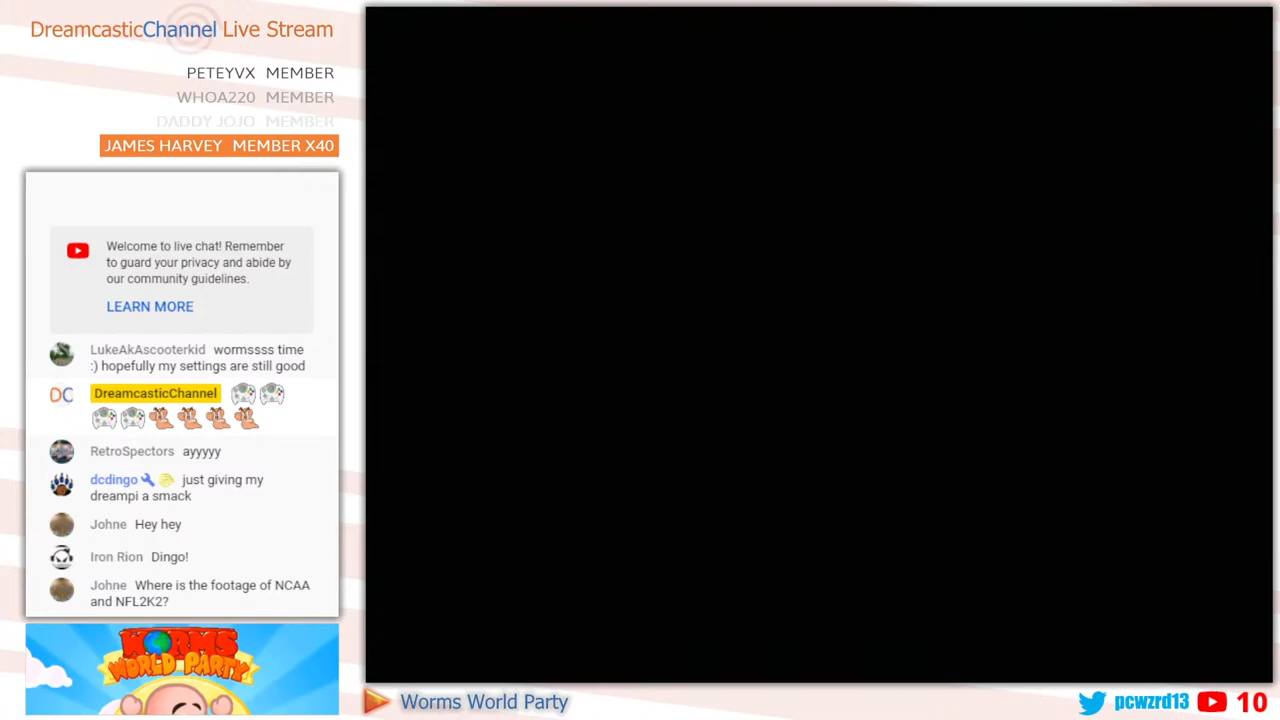 DreamcasticChannel Live Stream
PETEYVX MEMBER
WHOA220 MEMBER
DADDY JOJO MEMBER
JAMES HARVEY MEMBER X40
Welcome to live chat! Remember
to guard your privacy and abide by
our community guidelines.
LEARN MORE
LukeAkAscooterkid wormssss time
:) hopefully my settings are still good
DC DreamcasticChannel
RetroSpectors ayyyyy
dcdingo just giving my
dreampi a smack
Johne Hey hey
Iron Rion Dingo!
Johne Where is the footage of NCAA
and NFL2K2?
WORMS
WORLD PARTY
Worms World Party
pcwzrd13 10